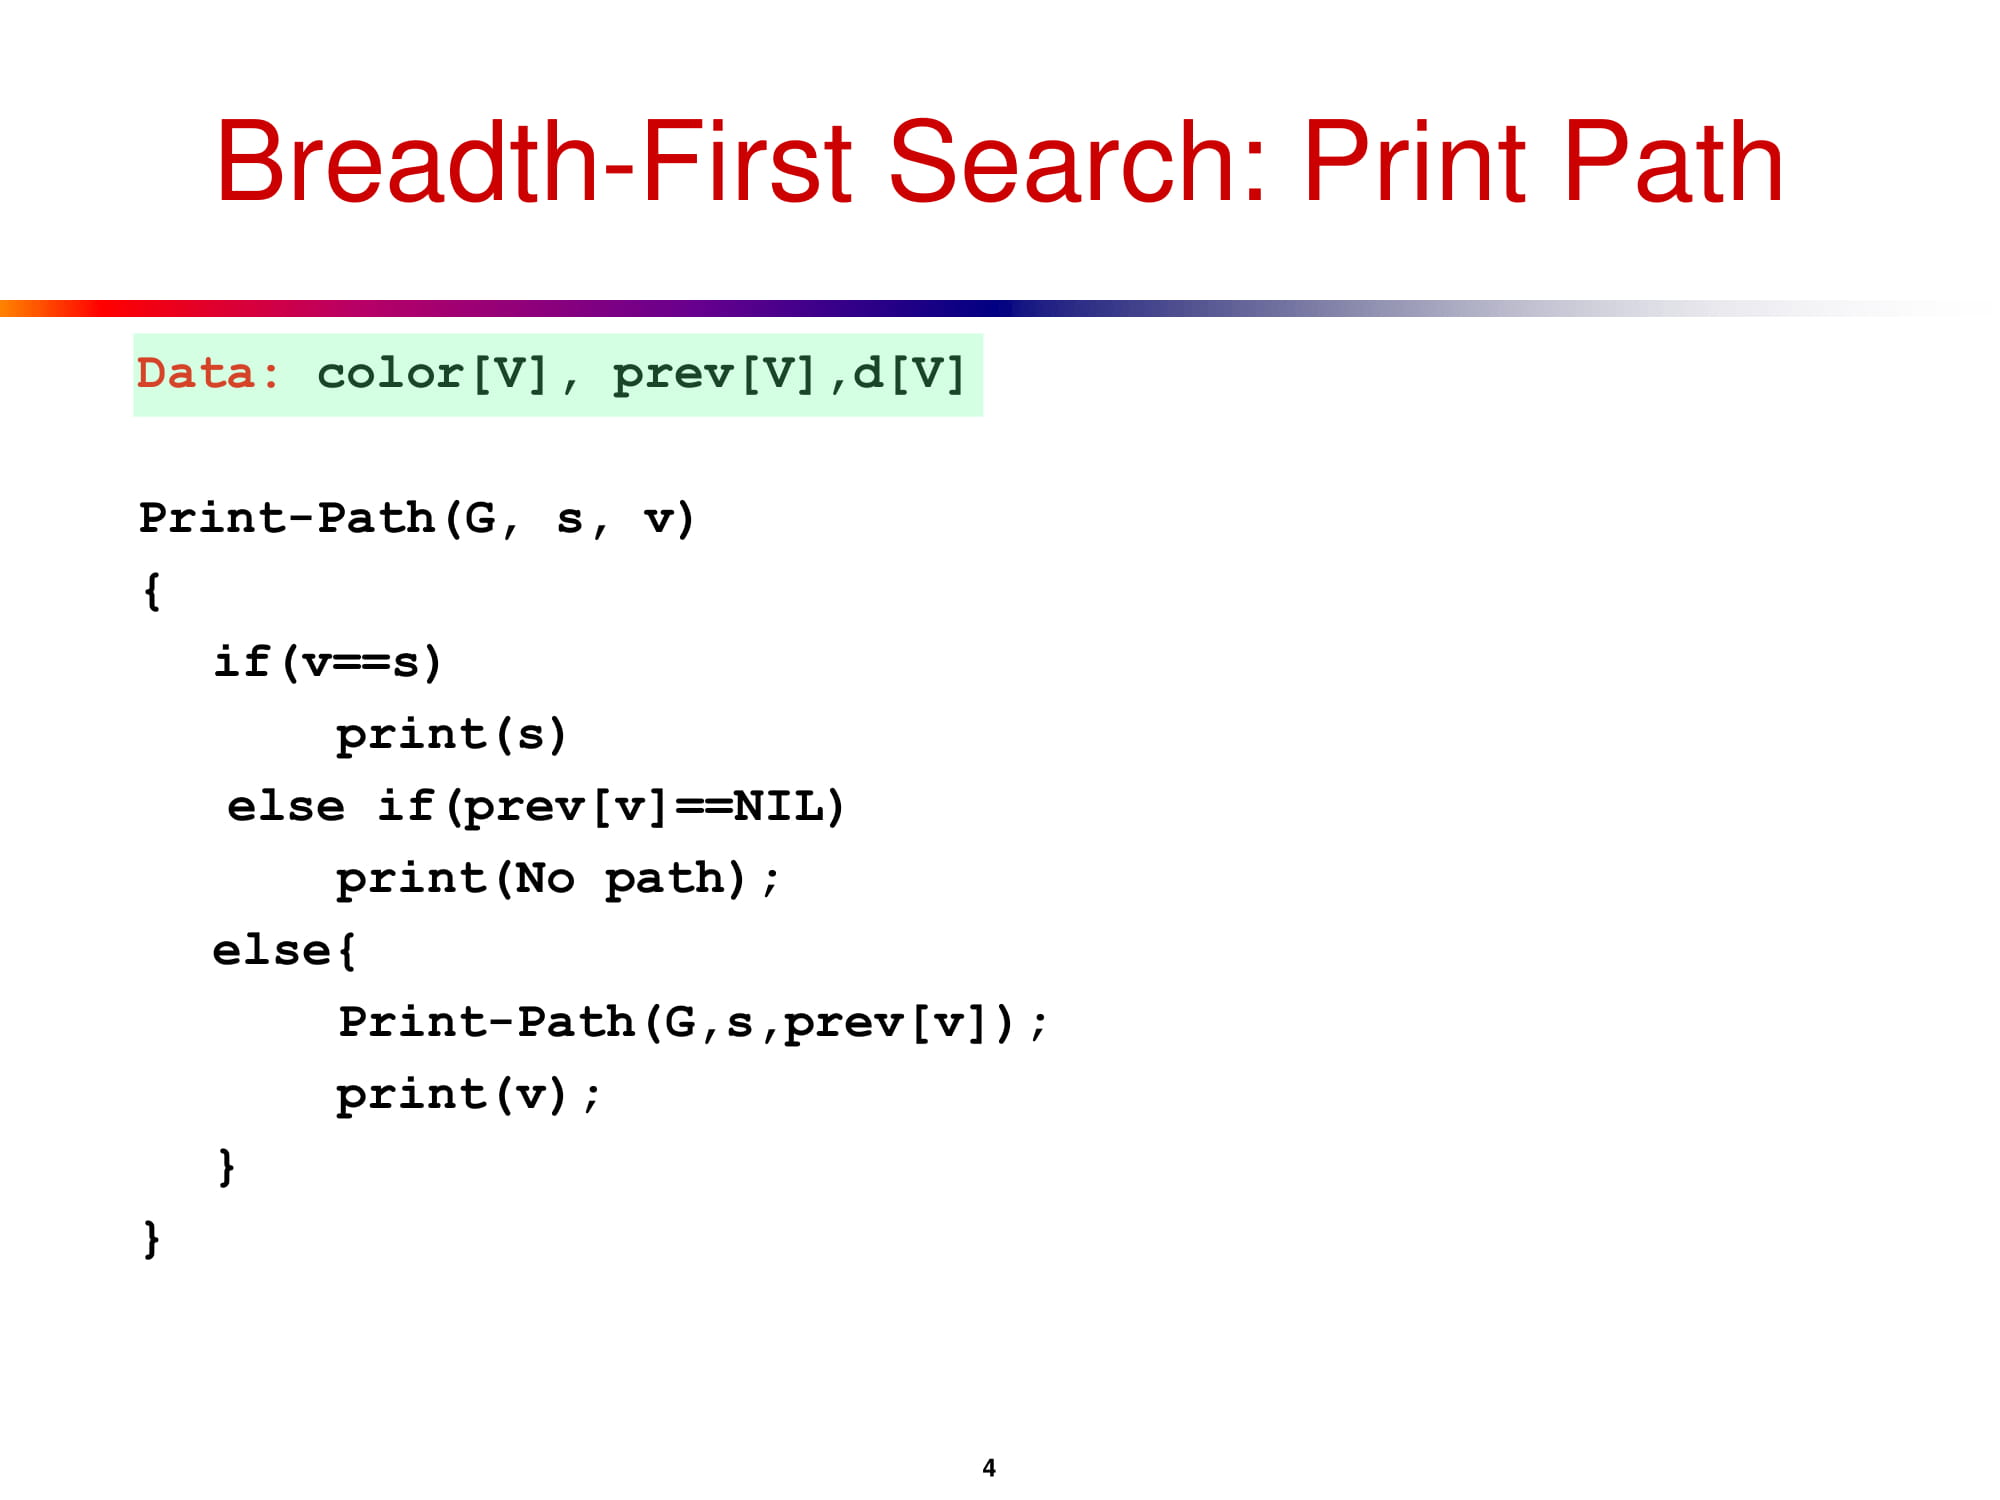 Breadth-First Search: Print Path
Data: color[V], prev[V],d[V]
Print-Path(G, s, v)
{
if(v==s)
print(s)
else if(prev[v]==NIL)
print(No path);
else{
Print-Path(G,s,prev[v]);
print(v);
}
}
4